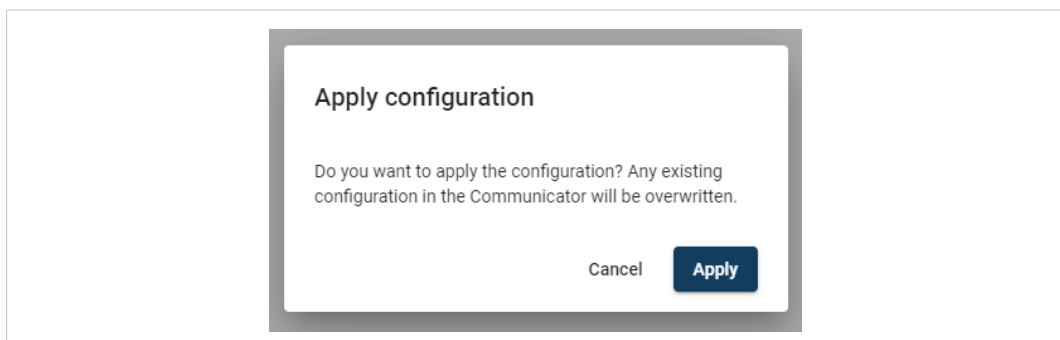 Apply configuration
Do you want to apply the configuration? Any existing
configuration in the Communicator will be overwritten.
Cancel Apply